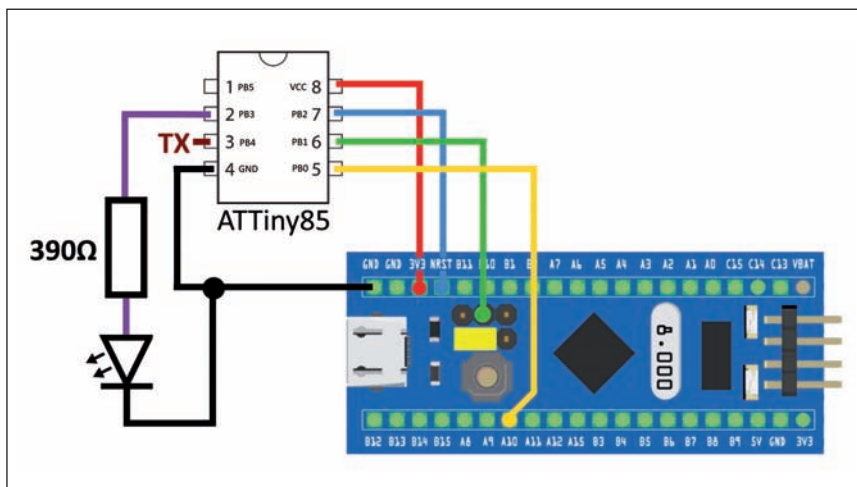 1 PB5 VCC 8
2 PB3 PB2 7
TX 3 PB4 PB1 6
4 GND PB0 5
ATTiny85
390Ω
GND GND 3V3 NRST B11 B1 A7 A6 A5 A4 A3 A2 A1 A0 C15 C14 C13 VBAT
8.000
B12 B13 B14 B15 A8 A9 A10 A11 A12 A15 B3 B4 B5 B6 B7 B8 B9 5V GND 3V3